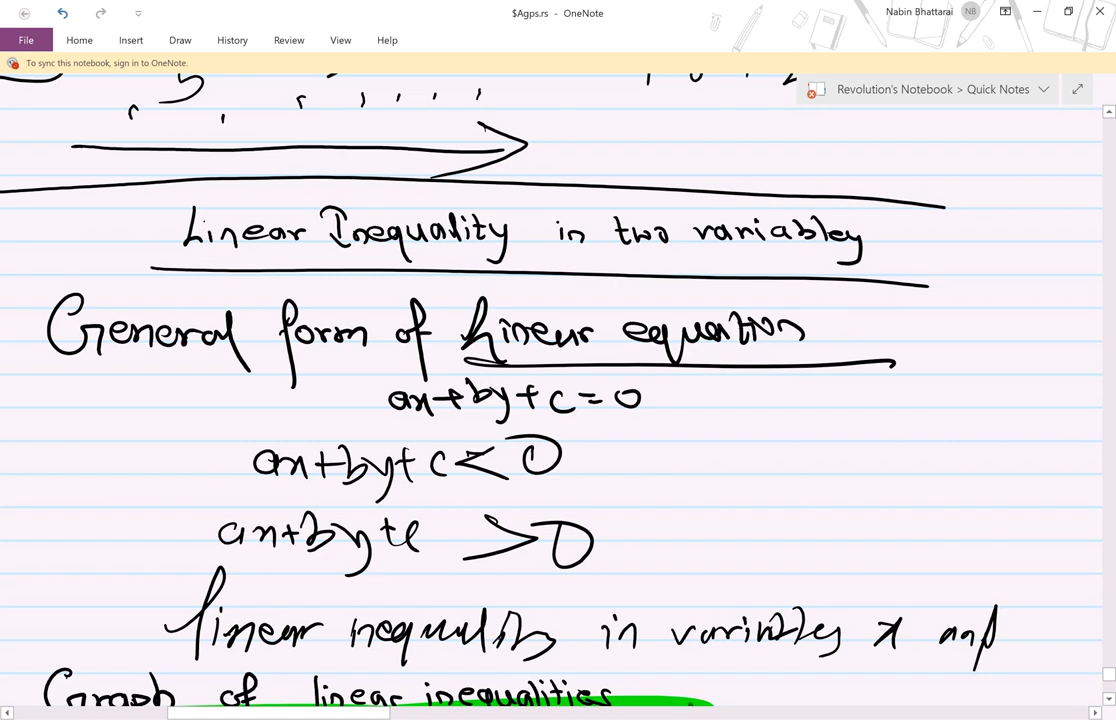 $Agps.rs - OneNote
Nabin Bhattarai NB
File Home Insert Draw History Review View Help
To sync this notebook, sign in to OneNote.
Revolution's Notebook > Quick Notes
Linear Inequality in two variables
General form of linear equation
ax+by+c=0
ax+by+c<0
ax+by+c >0
linear inequality in variables x and
Graph of linear inequalities